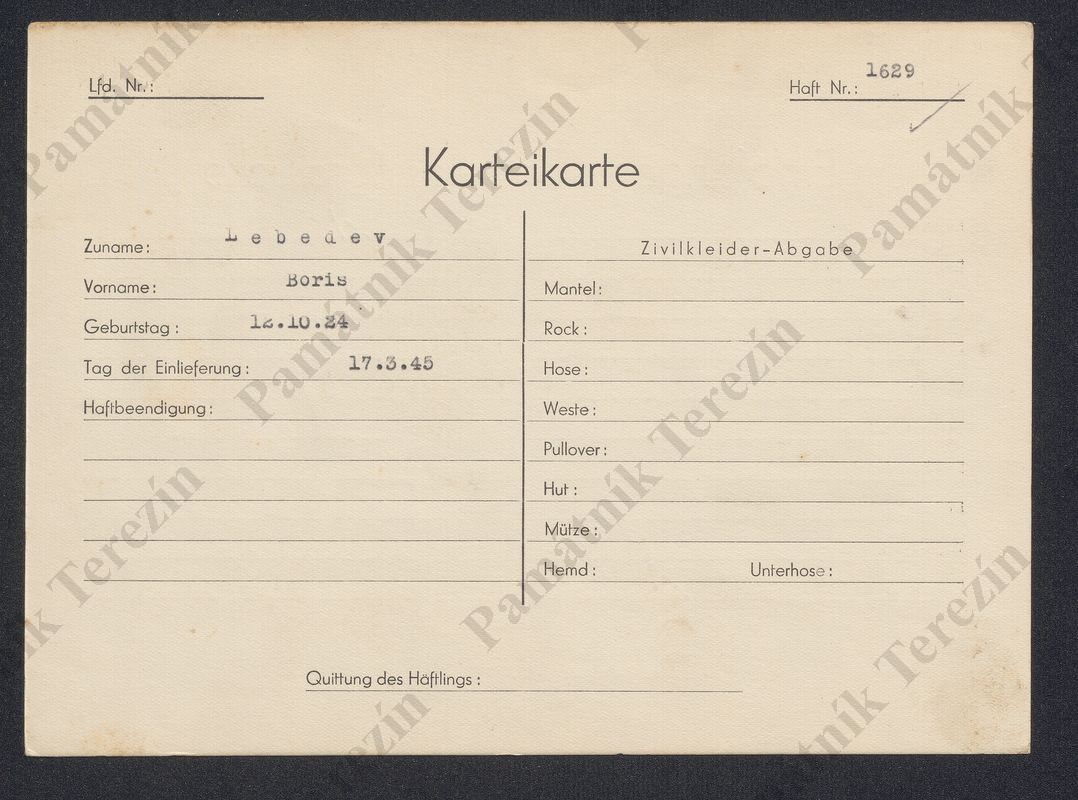 Lfd. Nr.:
Haft Nr.: 1629
Karteikarte
Zuname: Lebedev
Vorname: Boris
Geburtstag: 12.10.24
Tag der Einlieferung: 17.3.45
Haftbeendigung:
Zivilkleider-Abgabe
Mantel:
Rock:
Hose:
Weste:
Pullover:
Hut:
Mütze:
Hemd: Unterhose:
Quittung des Häftlings:
Památník Terezín